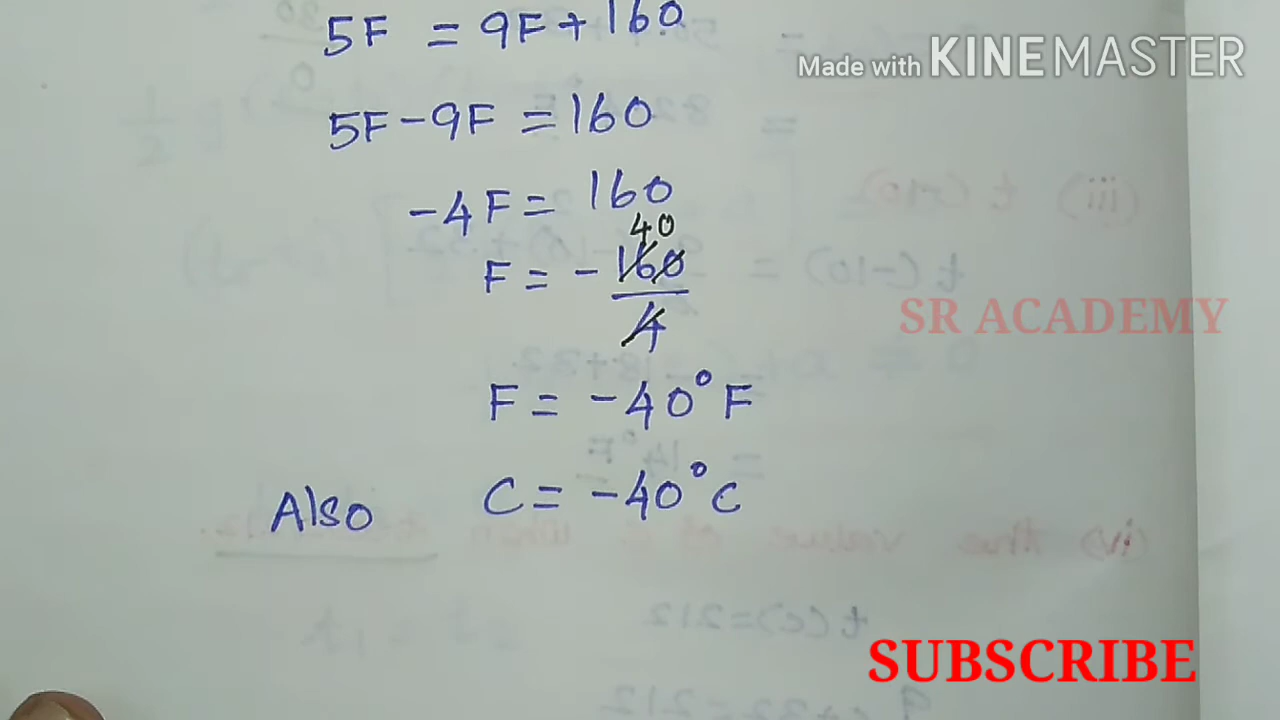 5F = 9F + 160
Made with KINEMASTER
5F - 9F = 160
-4F = 160
40
F = - 160
4
SR ACADEMY
F = -40°F
Also C = -40°C
SUBSCRIBE